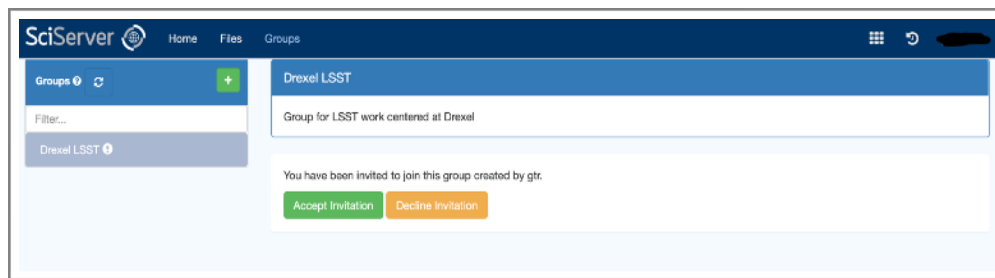 SciServer Home Files Groups
Groups
+
Filter...
Drexel LSST
Drexel LSST
Group for LSST work centered at Drexel
You have been invited to join this group created by gtr.
Accept Invitation Decline Invitation